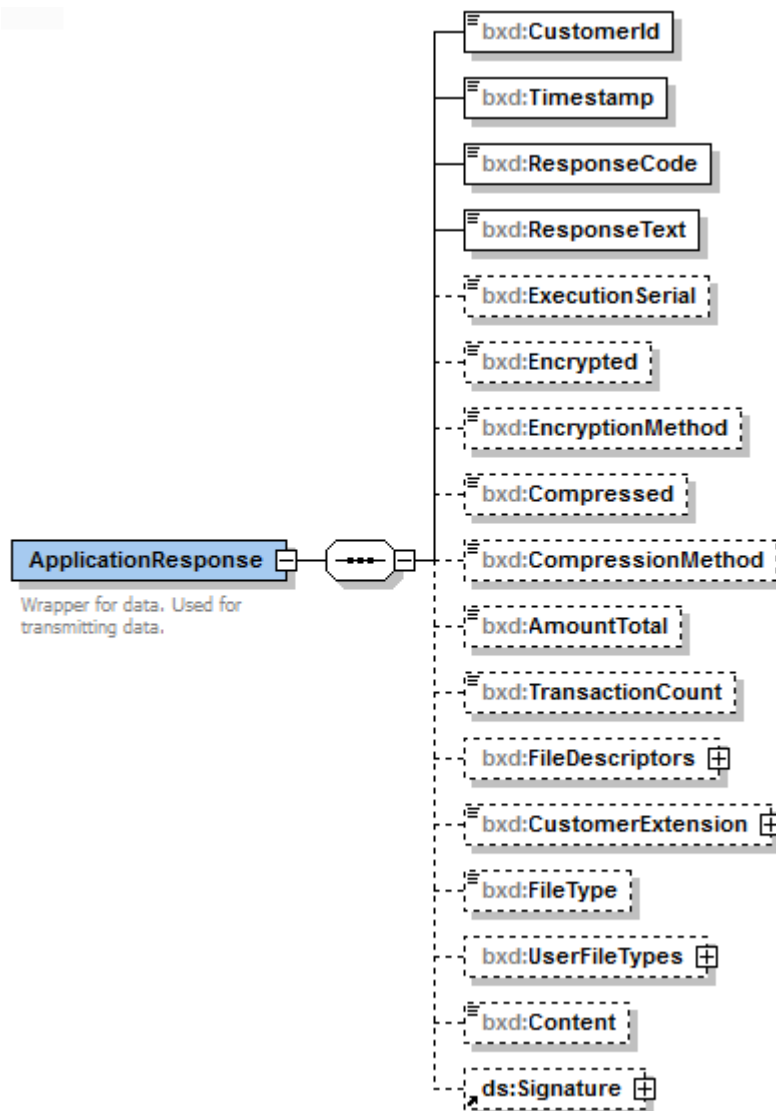 bxd:CustomerId
bxd:Timestamp
bxd:ResponseCode
bxd:ResponseText
bxd:ExecutionSerial
bxd:Encrypted
bxd:EncryptionMethod
bxd:Compressed
ApplicationResponse
bxd:CompressionMethod
Wrapper for data. Used for
transmitting data.
bxd:AmountTotal
bxd:TransactionCount
bxd:FileDescriptors
bxd:CustomerExtension
bxd:FileType
bxd:UserFileTypes
bxd:Content
ds:Signature